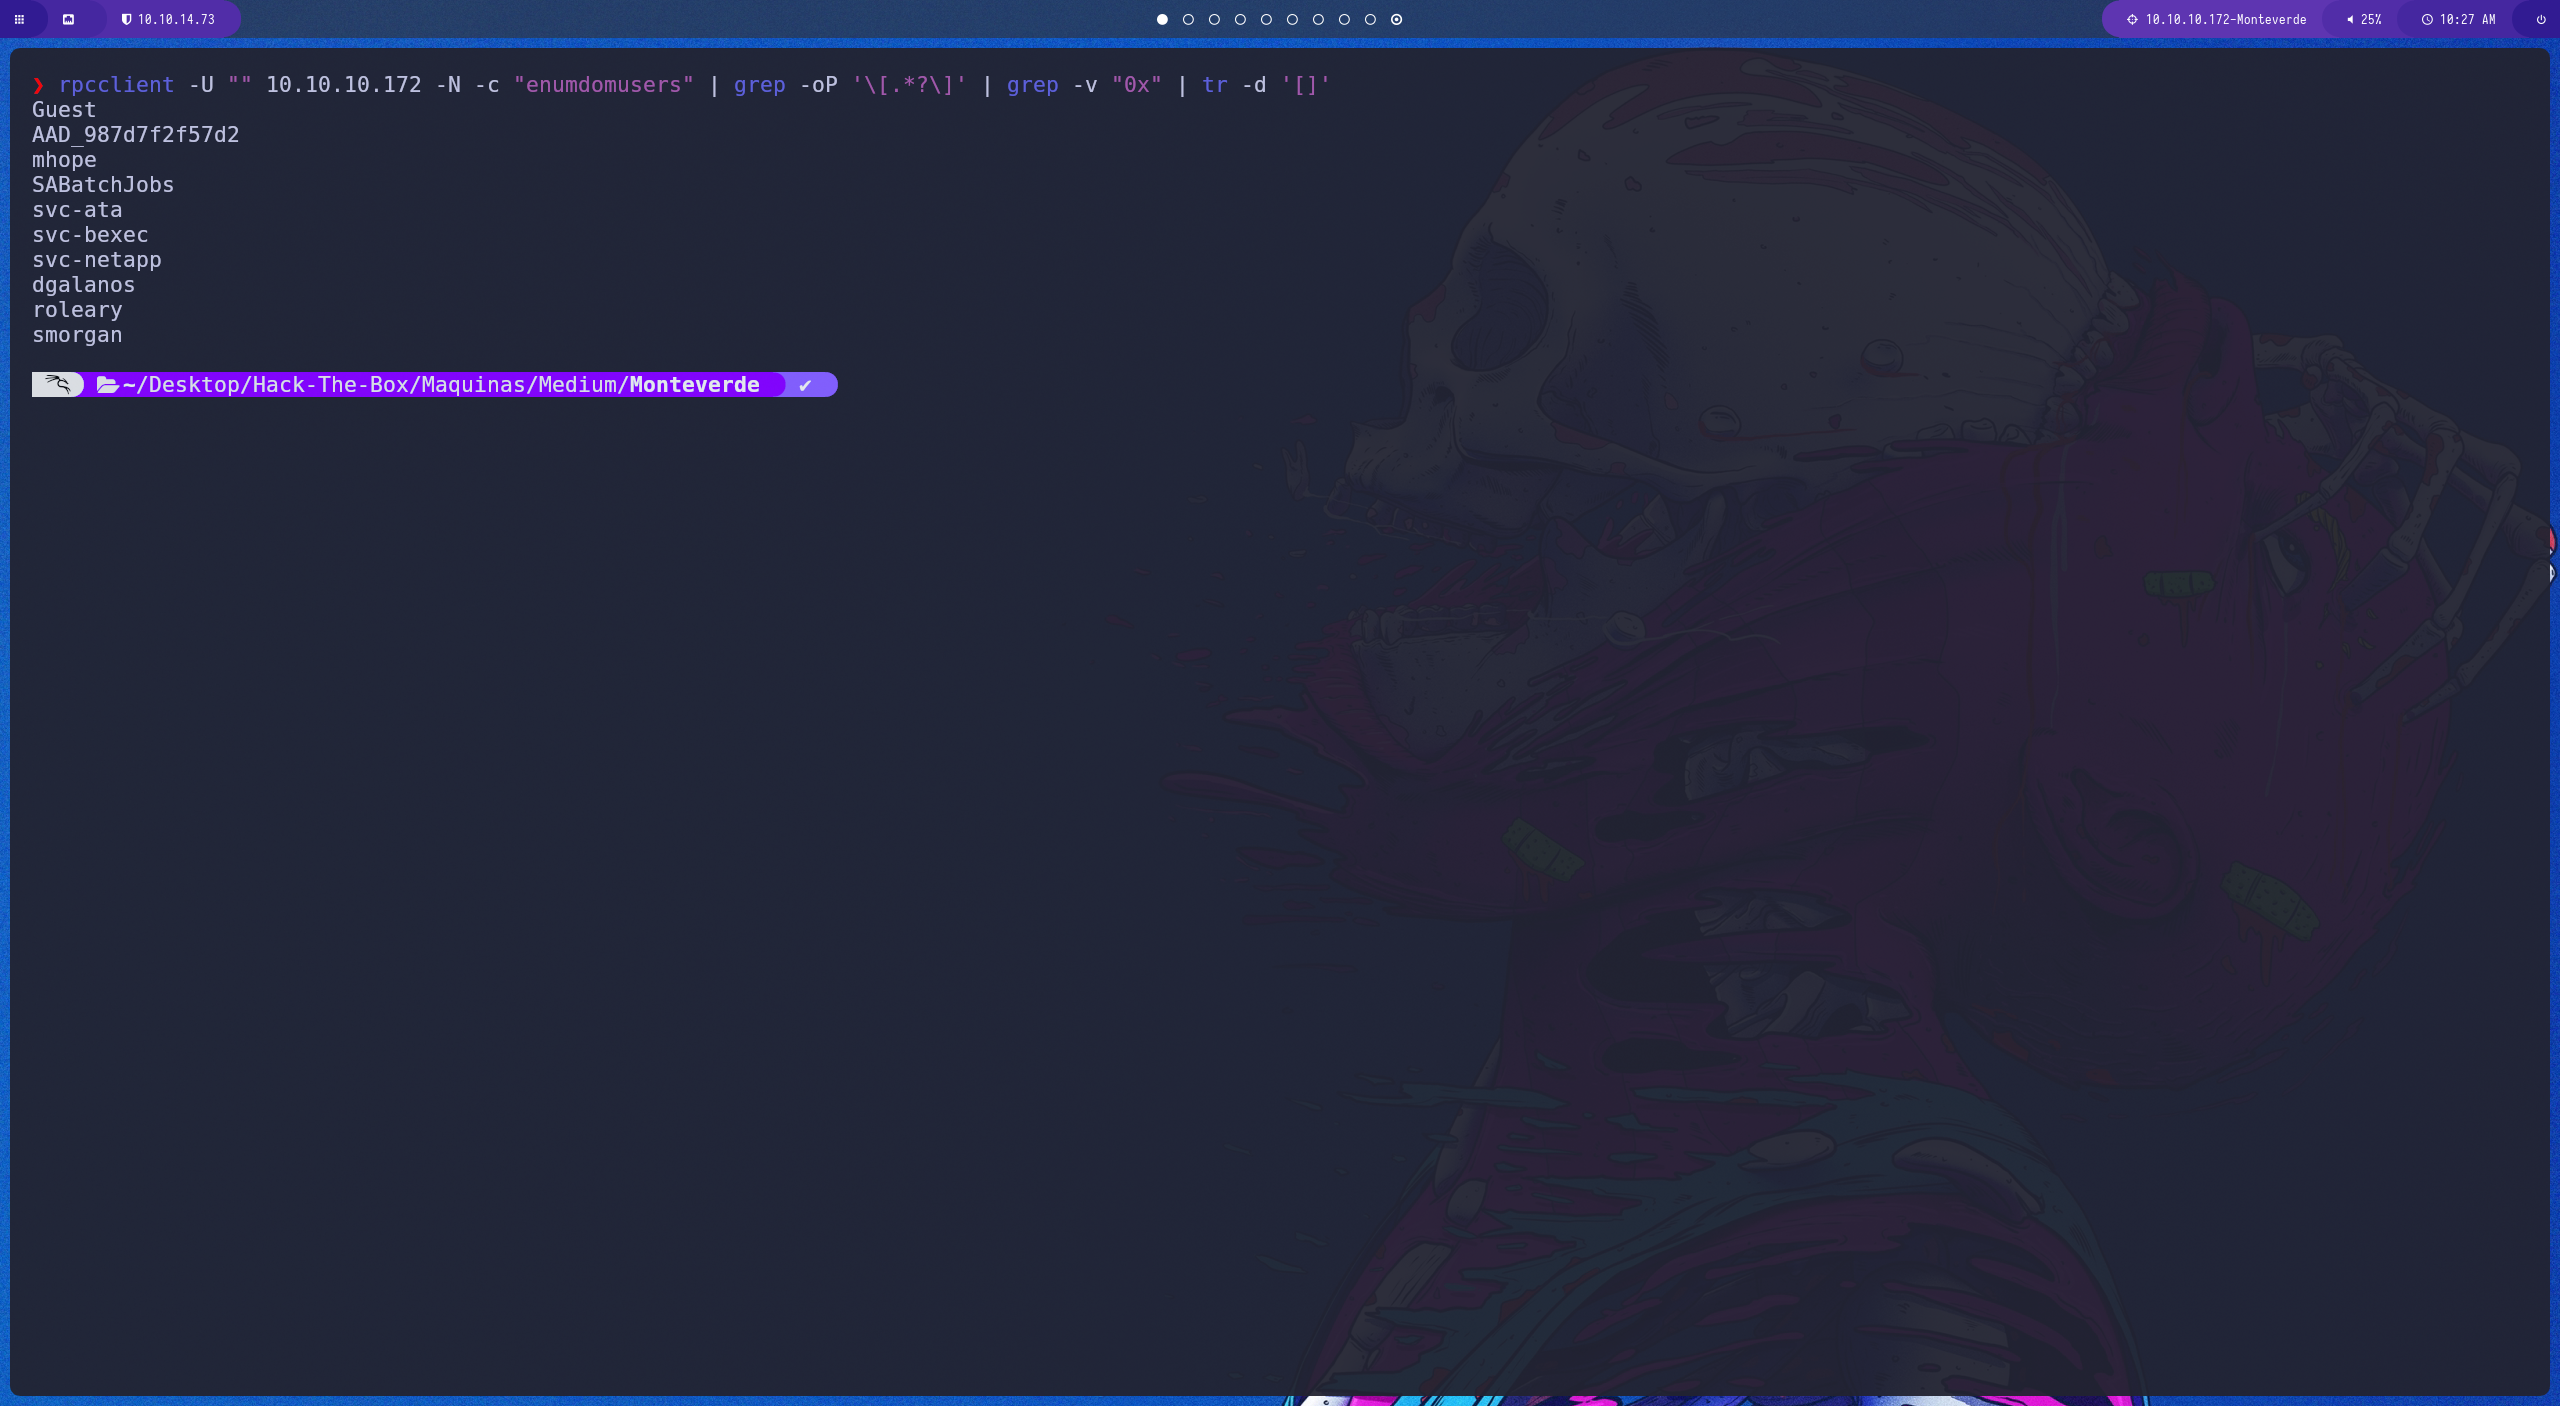 10.10.14.73
10.10.10.172-Monteverde 25% 10:27 AM
❯ rpcclient -U "" 10.10.10.172 -N -c "enumdomusers" | grep -oP '\[.*?\]' | grep -v "0x" | tr -d '[]'
Guest
AAD_987d7f2f57d2
mhope
SABatchJobs
svc-ata
svc-bexec
svc-netapp
dgalanos
roleary
smorgan
~/Desktop/Hack-The-Box/Maquinas/Medium/Monteverde ✔